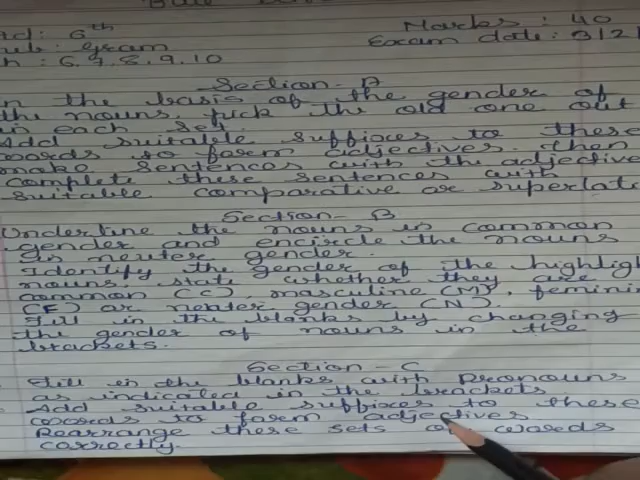 : 6th Marks : 40
: Gram Exam date : 3/2
: 6.7.8.9.10
Section - A
n the basis of the gender of
the nouns, pick the old one out
in each set.
Add suitable suffixes to these
words to form adjectives. Then
make sentences with the adjective
Complete these sentences with
suitable comparative or superlati
Section - B
Underline the nouns in common
gender and encircle the nouns
in neuter gender.
Identify the gender of the highligh
nouns. state whether they are
common (C), masculine (M), feminin
(F) or neuter gender (N).
Fill in the blanks by changing
the gender of nouns in the
brackets.
Section - C
Fill in the blanks with Pronouns
as indicated in the brackets
Add suitable suffixes to these
words to form adjectives
Rearrange these sets of words
correctly.